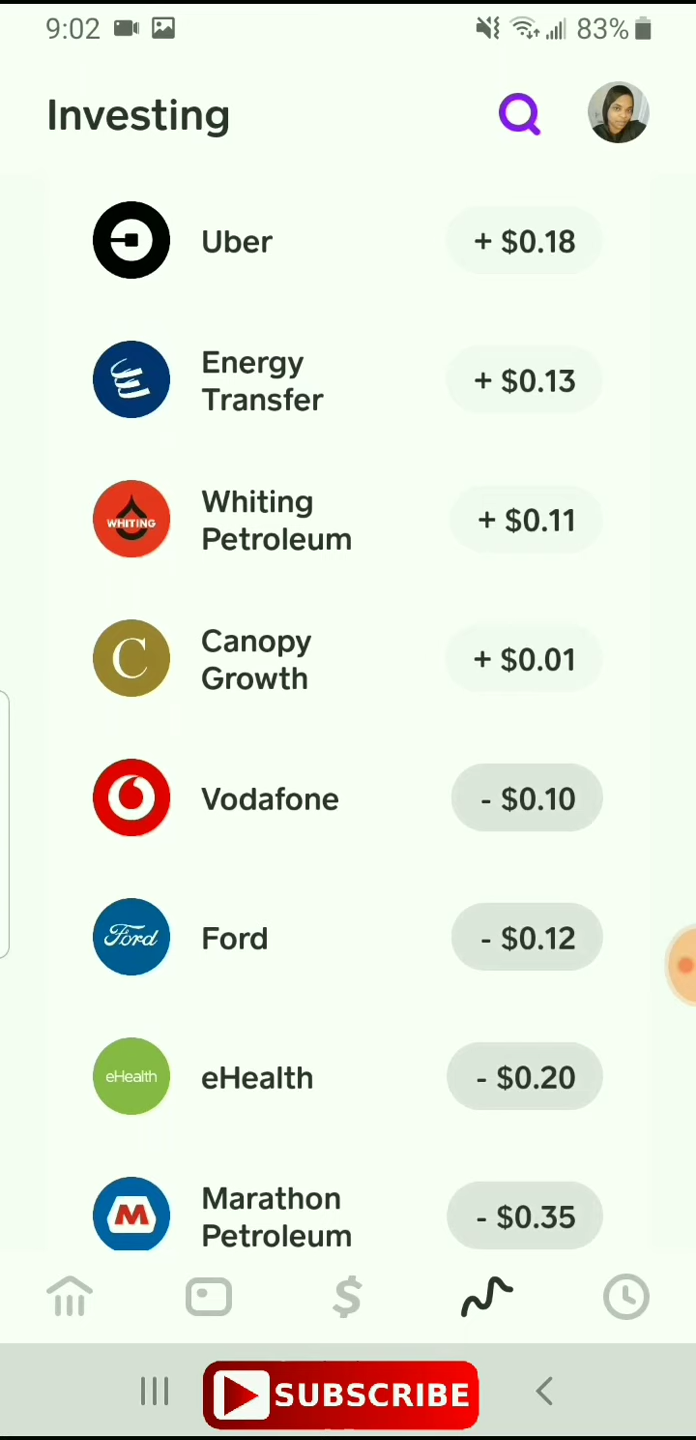 9:02
83%
Investing
Uber
+ $0.18
Energy
Transfer
+ $0.13
WHITING
Whiting
Petroleum
+ $0.11
C
Canopy
Growth
+ $0.01
Vodafone
- $0.10
Ford
Ford
- $0.12
eHealth
eHealth
- $0.20
M
Marathon
Petroleum
- $0.35
$
SUBSCRIBE